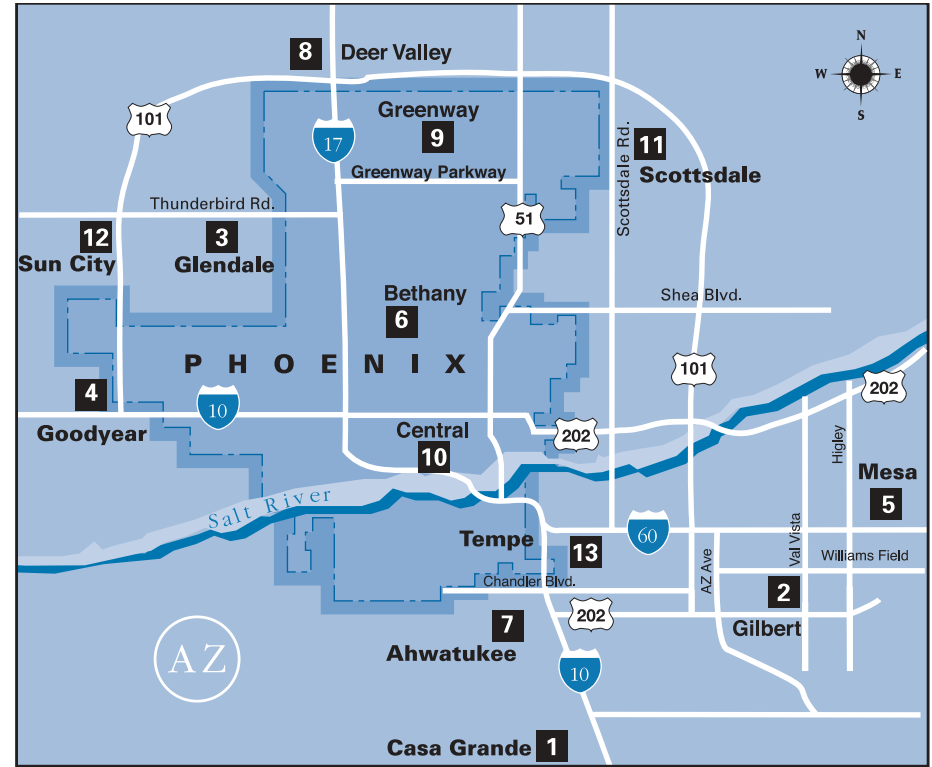 8 Deer Valley
N
W E
S
101
Greenway
9
17
11
Scottsdale Rd.
Greenway Parkway
Scottsdale
Thunderbird Rd.
51
12
3
Sun City
Glendale
Bethany
6
Shea Blvd.
PHOENIX
101
4
10
202
Goodyear
Central
202
10
Higley
Mesa
5
Salt River
Tempe
60
13
Val Vista
AZ Ave
Williams Field
Chandler Blvd.
2
7
202
Gilbert
Ahwatukee
AZ
10
Casa Grande 1